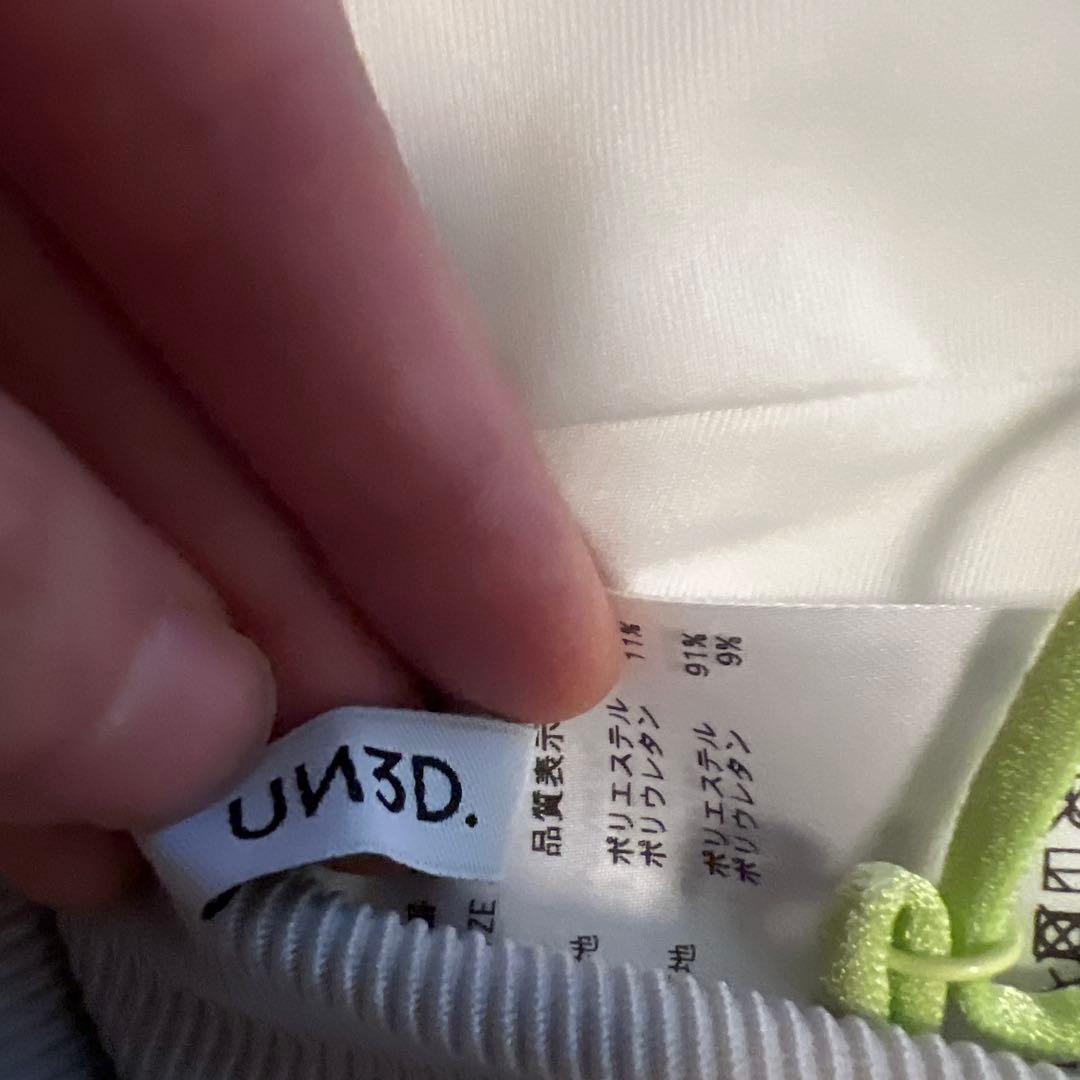 UN3D.
品質表示
ポリエステル
ポリウレタン 11%
ポリエステル 91%
ポリウレタン 9%
ZE
地
地